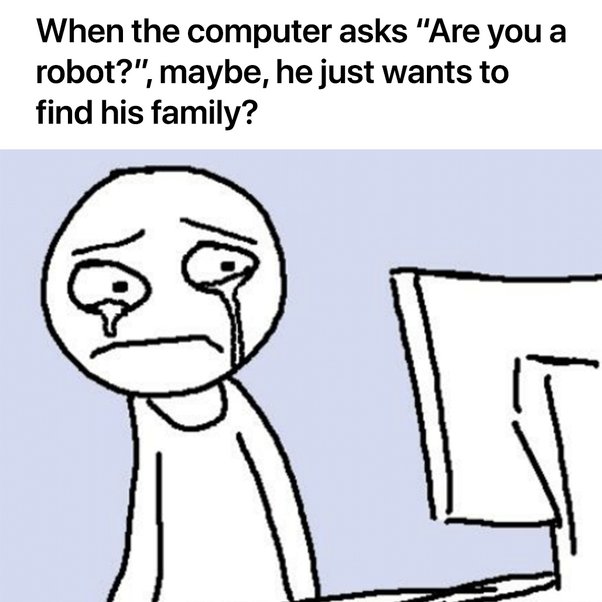 When the computer asks “Are you a
robot?”, maybe, he just wants to
find his family?